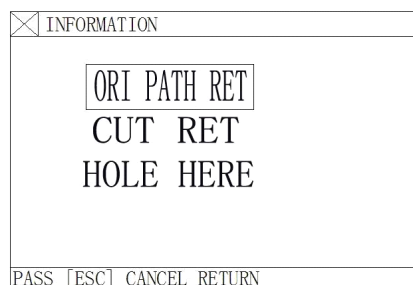 INFORMATION
ORI PATH RET
CUT RET
HOLE HERE
PASS [ESC] CANCEL RETURN